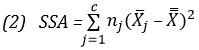 (2) SSA = \sum_{j=1}^{c} n_j (\bar{X}_j - \bar{\bar{X}})^2